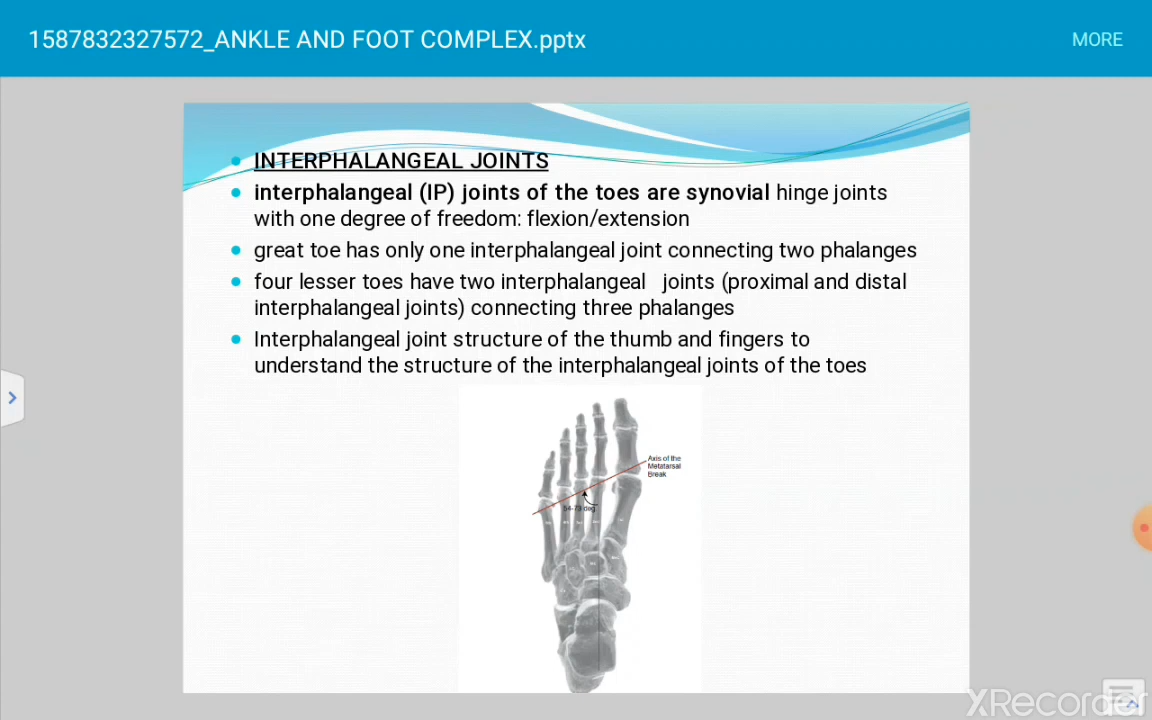 1587832327572_ANKLE AND FOOT COMPLEX.pptx
MORE
INTERPHALANGEAL JOINTS
interphalangeal (IP) joints of the toes are synovial hinge joints
with one degree of freedom: flexion/extension
great toe has only one interphalangeal joint connecting two phalanges
four lesser toes have two interphalangeal joints (proximal and distal
interphalangeal joints) connecting three phalanges
Interphalangeal joint structure of the thumb and fingers to
understand the structure of the interphalangeal joints of the toes
Axis of the
Metatarsal
Break
54-73 deg.
XRecorder